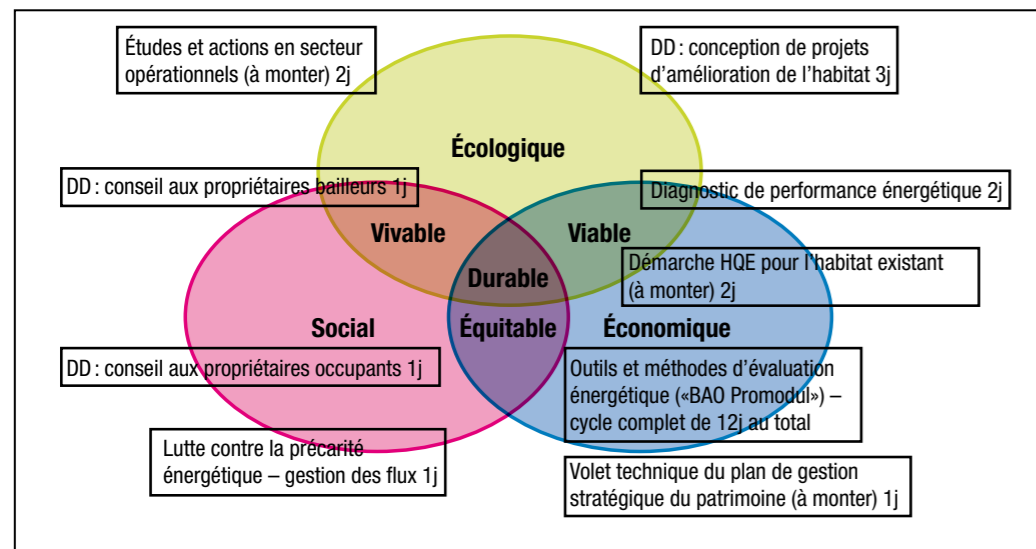 Études et actions en secteur
opérationnels (à monter) 2j
DD : conception de projets
d’amélioration de l’habitat 3j
Écologique
DD : conseil aux propriétaires bailleurs 1j
Diagnostic de performance énergétique 2j
Vivable
Viable
Durable
Démarche HQE pour l’habitat existant
(à monter) 2j
Social
Équitable
Économique
DD : conseil aux propriétaires occupants 1j
Outils et méthodes d’évaluation
énergétique («BAO Promodul») –
cycle complet de 12j au total
Lutte contre la précarité
énergétique – gestion des flux 1j
Volet technique du plan de gestion
stratégique du patrimoine (à monter) 1j